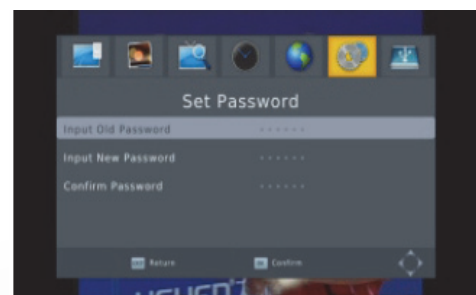 Set Password
Input Old Password ······
Input New Password ······
Confirm Password ······
Return Confirm